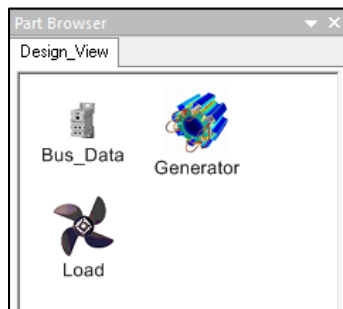 Part Browser
Design_View
Bus_Data
Generator
Load